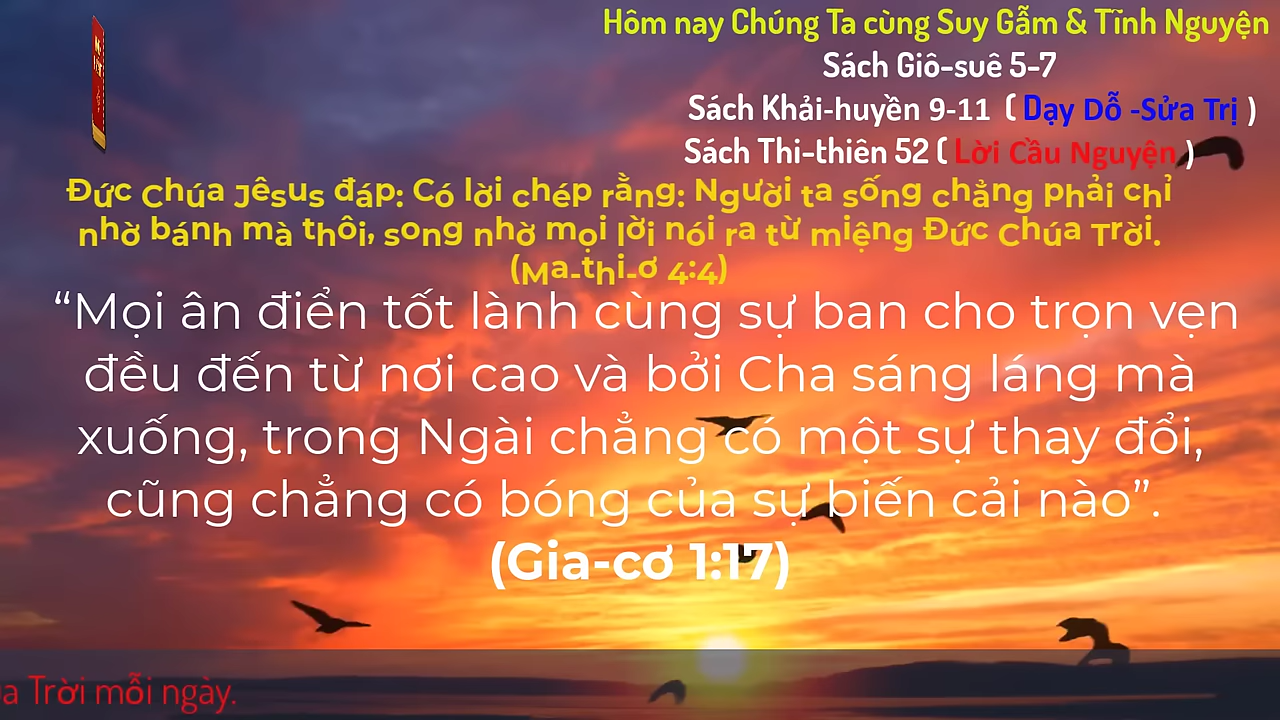 Hôm nay Chúng Ta cùng Suy Gẫm & Tĩnh Nguyện
Sách Giô-suê 5-7
Sách Khải-huyền 9-11 ( Dạy Dỗ -Sửa Trị )
Sách Thi-thiên 52 ( Lời Cầu Nguyện )
Đức Chúa Jêsus đáp: Có lời chép rằng: Người ta sống chẳng phải chỉ
nhờ bánh mà thôi, song nhờ mọi lời nói ra từ miệng Đức Chúa Trời.
(Ma-thi-ơ 4:4)
“Mọi ân điển tốt lành cùng sự ban cho trọn vẹn
đều đến từ nơi cao và bởi Cha sáng láng mà
xuống, trong Ngài chẳng có một sự thay đổi,
cũng chẳng có bóng của sự biến cải nào”.
(Gia-cơ 1:17)
Trời mỗi ngày.